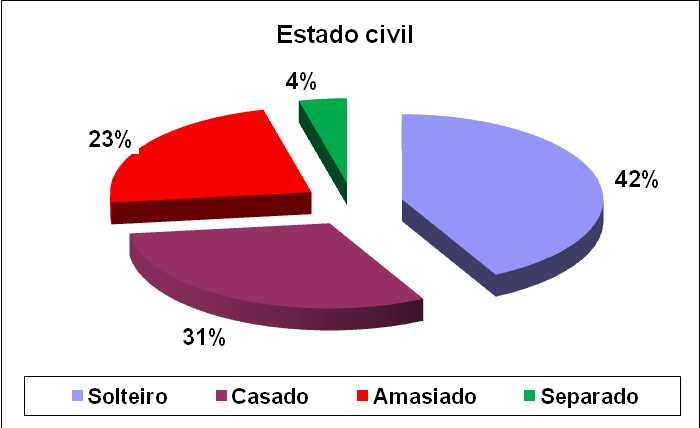 Estado civil
4%
23%
42%
31%
Solteiro Casado Amasiado Separado